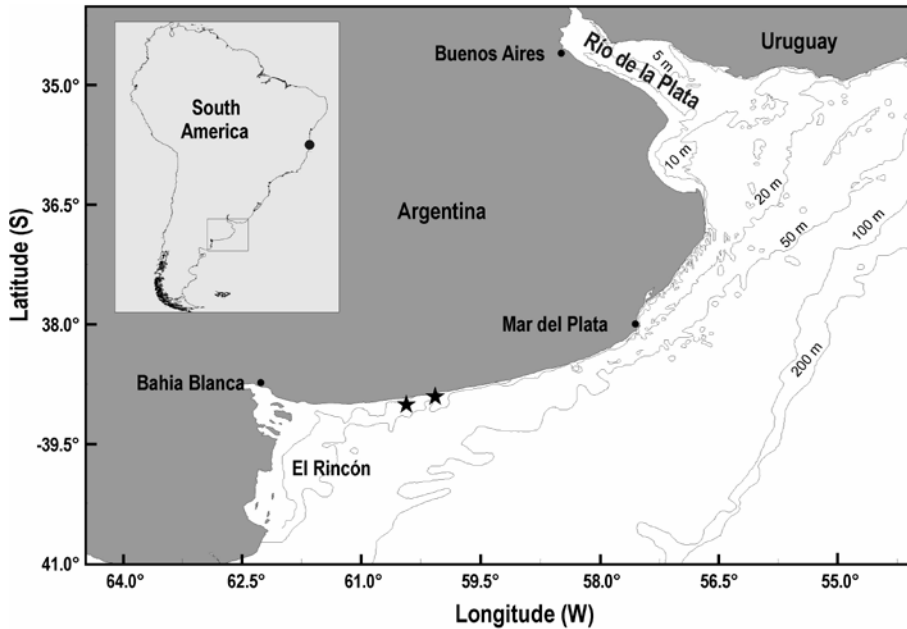 Buenos Aires
Río de la Plata
5 m
Uruguay
35.0°
South
America
10 m
20 m
50 m
100 m
36.5°
Argentina
Latitude (S)
38.0°
Mar del Plata
200 m
Bahia Blanca
-39.5°
El Rincón
41.0°
64.0°
62.5°
61.0°
59.5°
58.0°
56.5°
55.0°
Longitude (W)